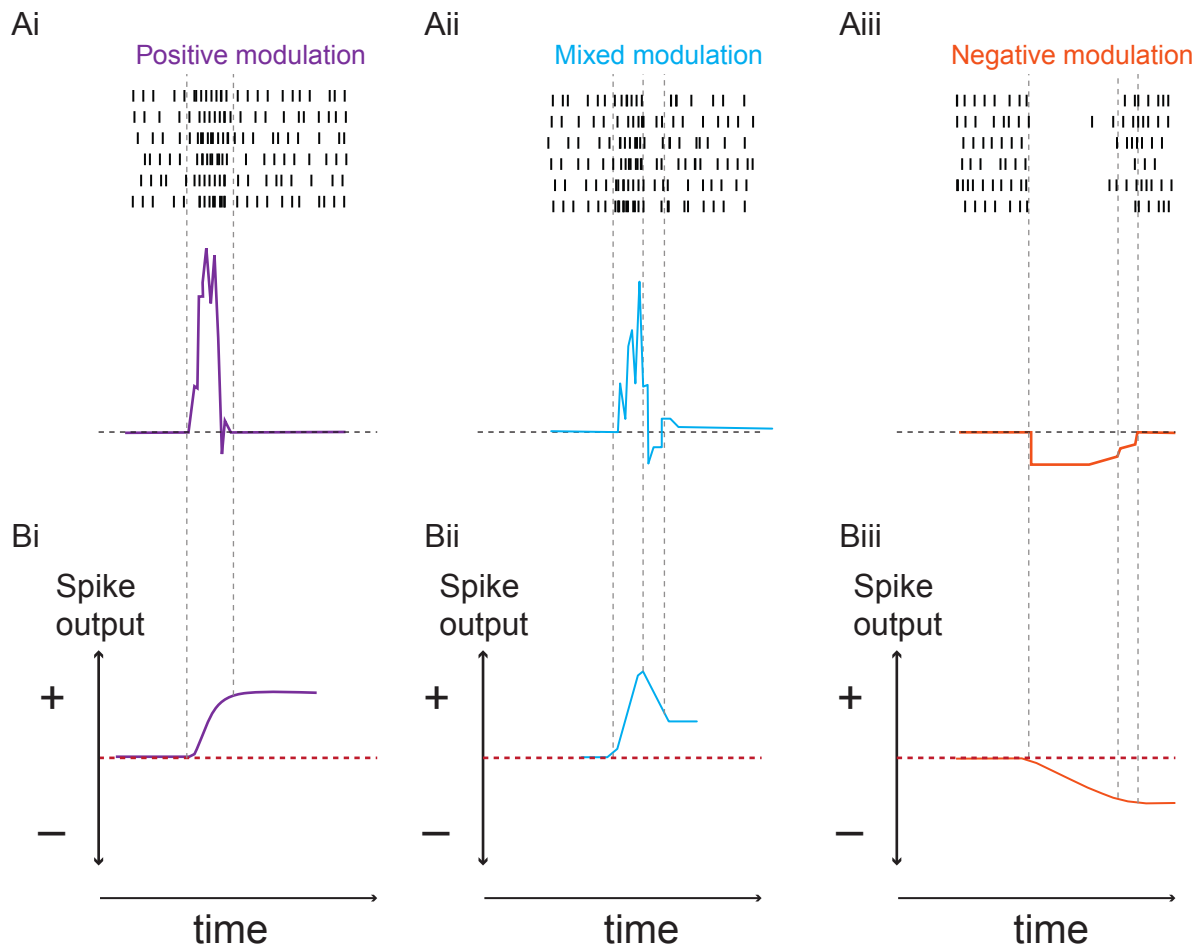 Ai
Aii
Aiii
Positive modulation
Mixed modulation
Negative modulation
Bi
Bii
Biii
Spike
output
Spike
output
Spike
output
+
+
+
−
−
−
time
time
time